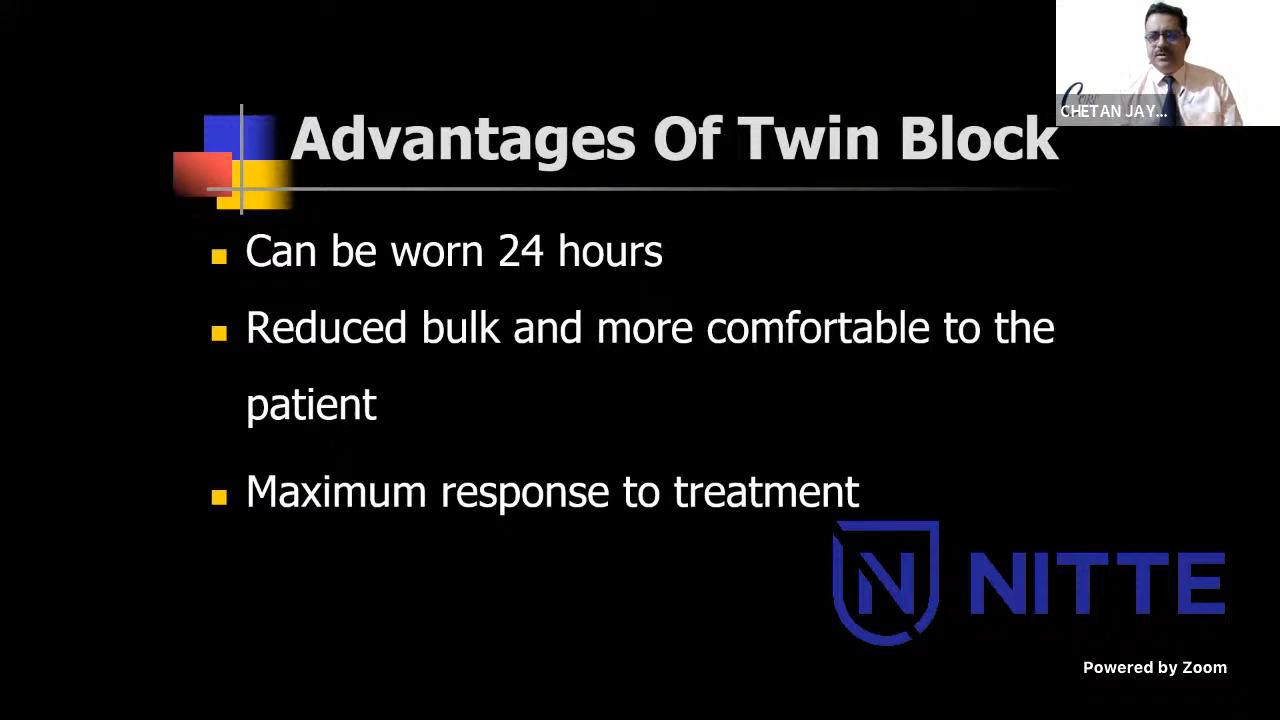 CHETAN JAY...
Advantages Of Twin Block
Can be worn 24 hours
Reduced bulk and more comfortable to the
patient
Maximum response to treatment
N NITTE
Powered by Zoom